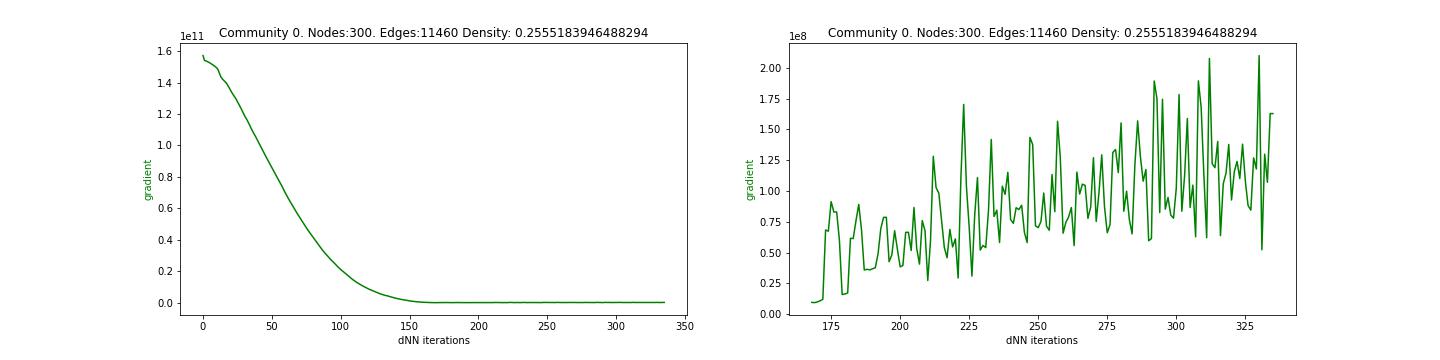 Community 0. Nodes:300. Edges:11460 Density: 0.2555183946488294
1e11
1.6
1.4
1.2
1.0
0.8
0.6
0.4
0.2
0.0
gradient
0 50 100 150 200 250 300 350
dNN iterations
Community 0. Nodes:300. Edges:11460 Density: 0.2555183946488294
1e8
2.00
1.75
1.50
1.25
1.00
0.75
0.50
0.25
0.00
gradient
175 200 225 250 275 300 325
dNN iterations